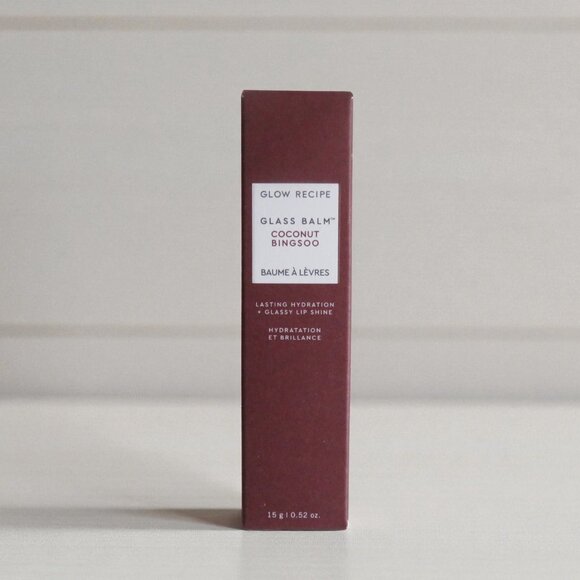 GLOW RECIPE
GLASS BALM™
COCONUT
BINGSOO
BAUME À LÈVRES
LASTING HYDRATION
+ GLASSY LIP SHINE
HYDRATATION
ET BRILLANCE
15 g | 0.52 oz.